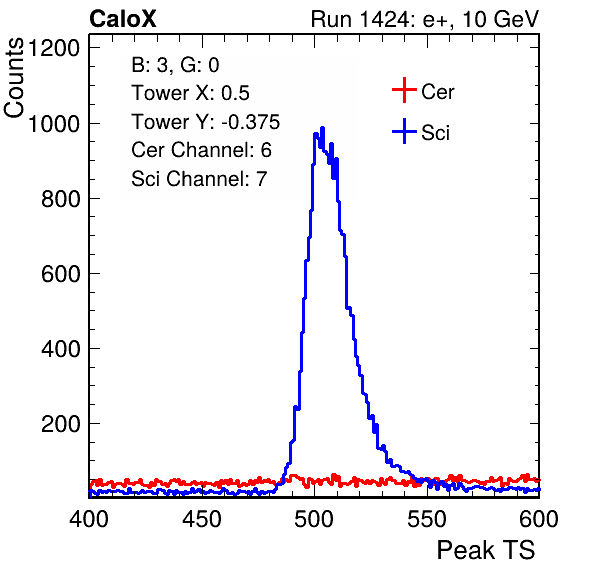 CaloX
Run 1424: e+, 10 GeV
Counts
B: 3, G: 0
Tower X: 0.5
Tower Y: -0.375
Cer Channel: 6
Sci Channel: 7
Cer
Sci
1200
1000
800
600
400
200
400 450 500 550 600
Peak TS